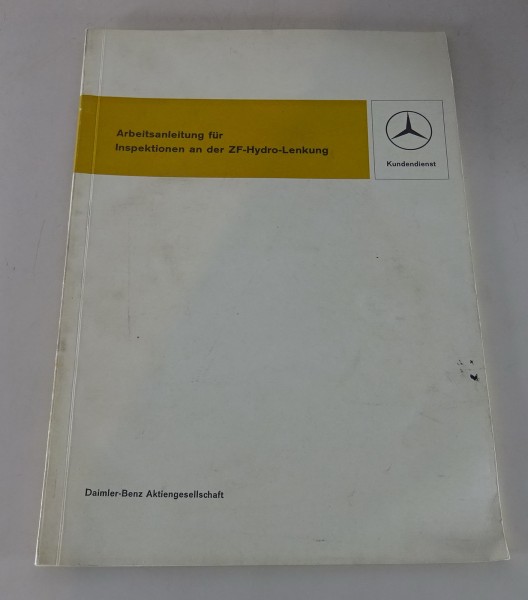 Arbeitsanleitung für
Inspektionen an der ZF-Hydro-Lenkung
Kundendienst
Daimler-Benz Aktiengesellschaft